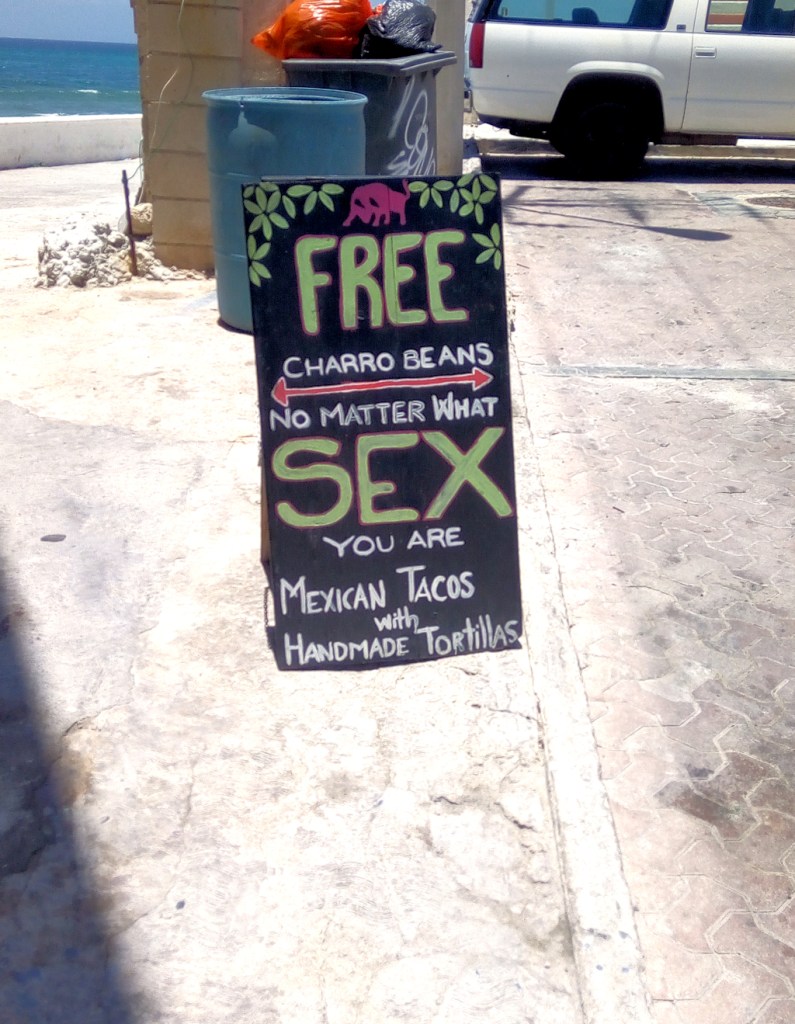 FREE
CHARRO BEANS
NO MATTER WHAT
SEX
YOU ARE
MEXICAN TACOS
with
HANDMADE TORTILLAS